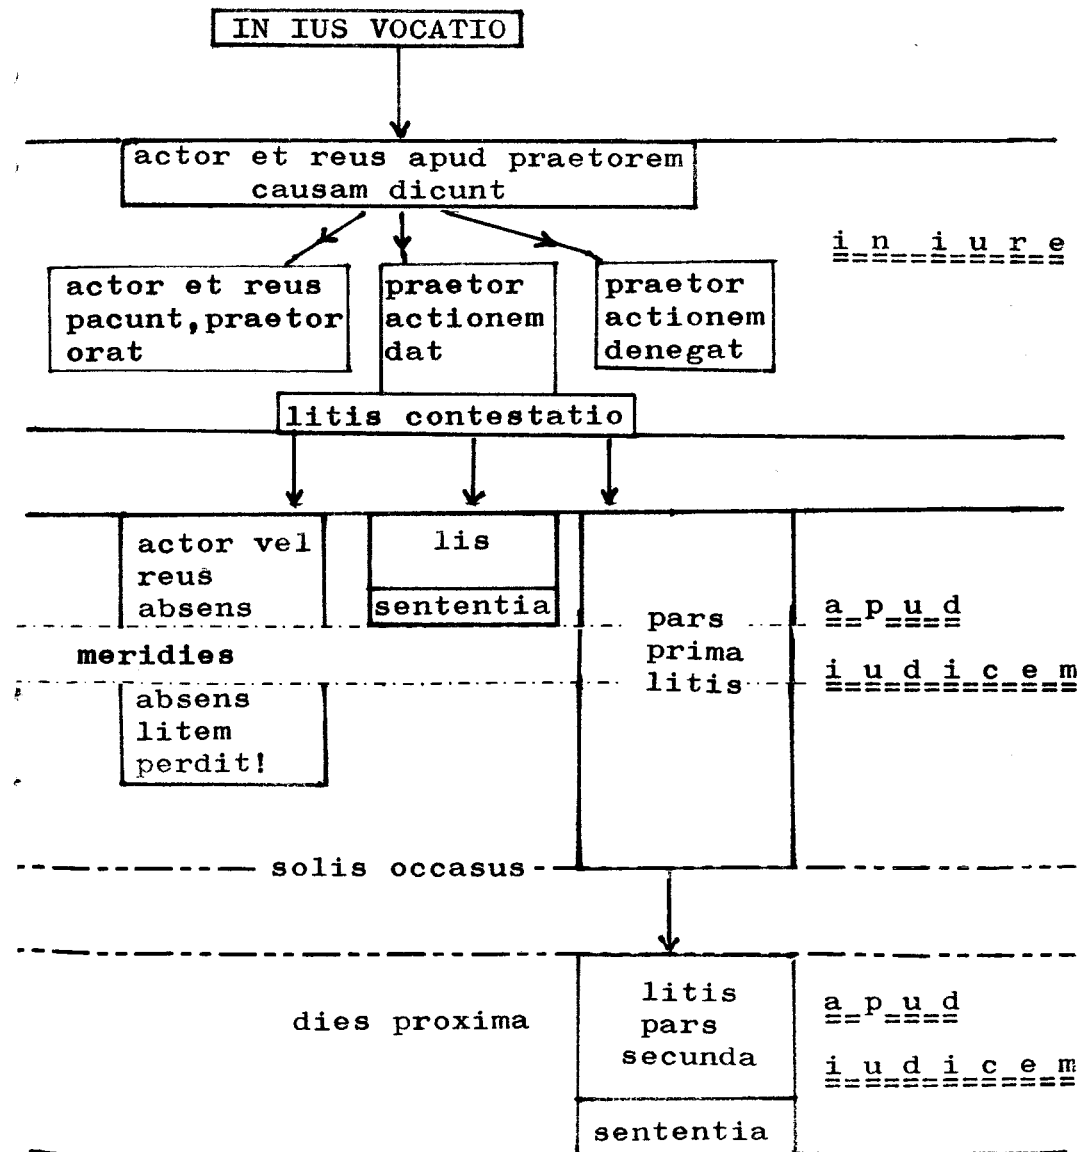 IN IUS VOCATIO
actor et reus apud praetorem
causam dicunt
in iure
actor et reus
pacunt,praetor
orat
praetor
actionem
dat
praetor
actionem
denegat
litis contestatio
actor vel
reus
absens
lis
sententia
meridies
absens
litem
perdit!
pars
prima
litis
apud
iudicem
solis occasus
dies proxima
litis
pars
secunda
sententia
apud
iudicem